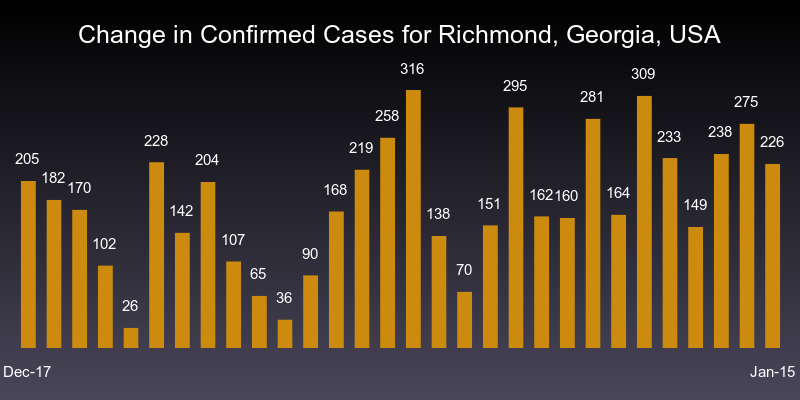 Change in Confirmed Cases for Richmond, Georgia, USA
205 182 170 102 26 228 142 204 107 65 36 90 168 219 258 316 138 70 151 295 162 160 281 164 309 233 149 238 275 226
Dec-17 Jan-15